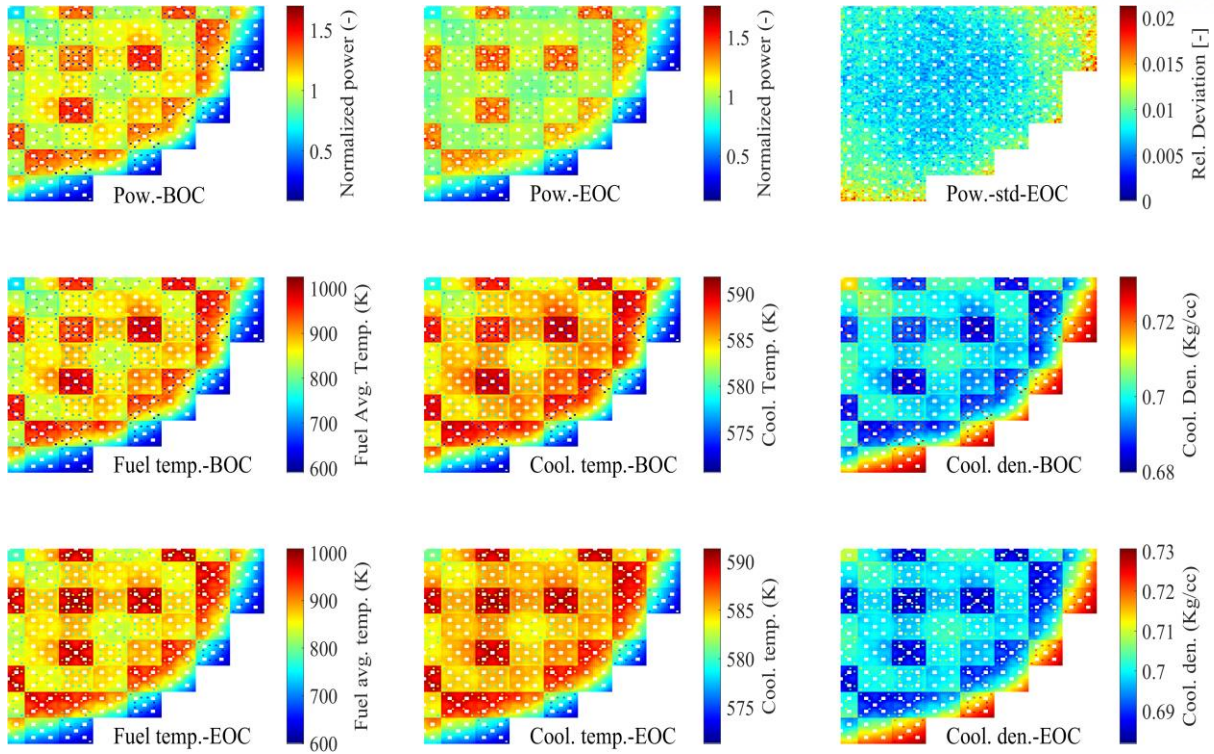 1.5
1
0.5
Normalized power (-)
Pow.-BOC
1.5
1
0.5
Normalized power (-)
Pow.-EOC
0.02
0.015
0.01
0.005
0
Rel. Deviation [-]
Pow.-std-EOC
1000
900
800
700
600
Fuel Avg. Temp. (K)
Fuel temp.-BOC
590
585
580
575
Cool. Temp. (K)
Cool. temp.-BOC
0.72
0.7
0.68
Cool. Den. (Kg/cc)
Cool. den.-BOC
1000
900
800
700
600
Fuel avg. temp. (K)
Fuel temp.-EOC
590
585
580
575
Cool. temp. (K)
Cool. temp.-EOC
0.73
0.72
0.71
0.7
0.69
Cool. den. (Kg/cc)
Cool. den.-EOC